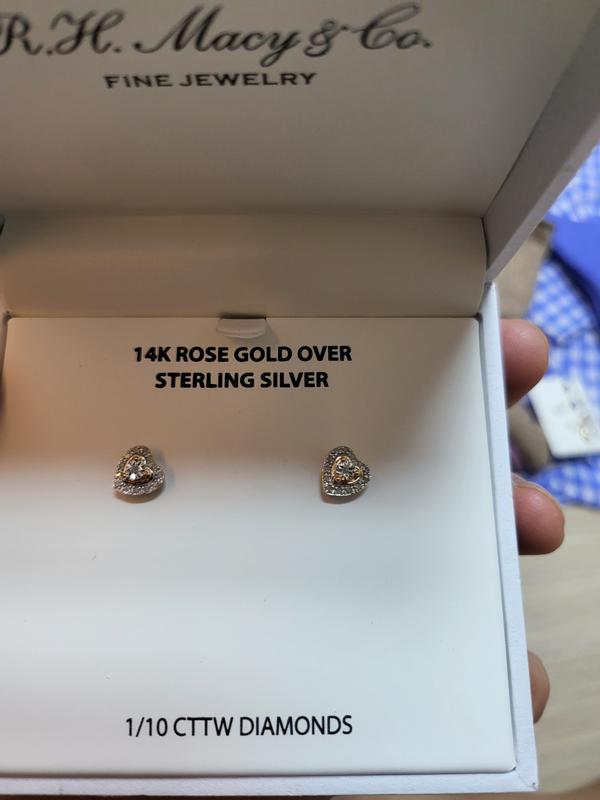 R.H. Macy & Co.
FINE JEWELRY
14K ROSE GOLD OVER
STERLING SILVER
1/10 CTTW DIAMONDS